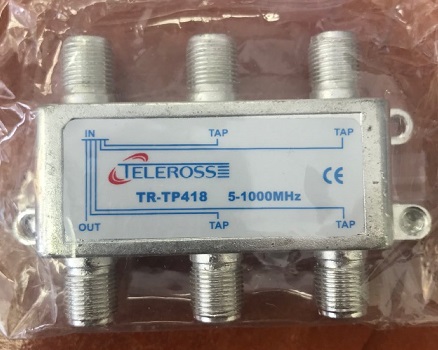 IN TAP TAP
TELEROSS
TR-TP418 5-1000MHz
CE
OUT TAP TAP